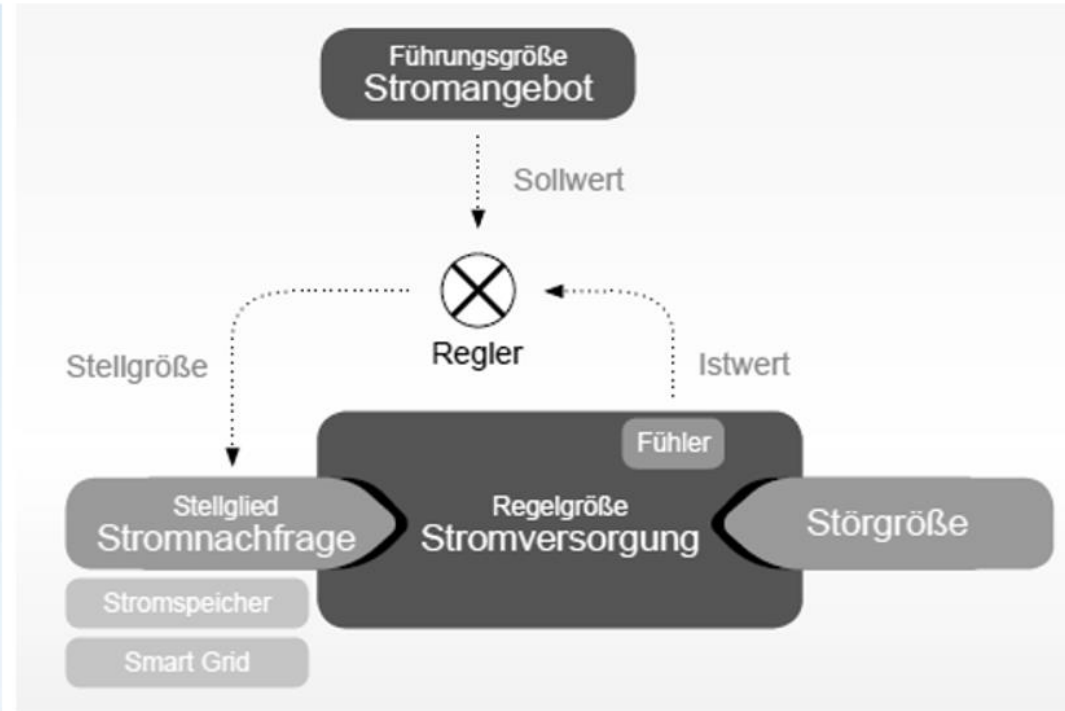 Führungsgröße
Stromangebot
Sollwert
Regler
Stellgröße
Istwert
Fühler
Stellglied
Stromnachfrage
Regelgröße
Stromversorgung
Störgröße
Stromspeicher
Smart Grid